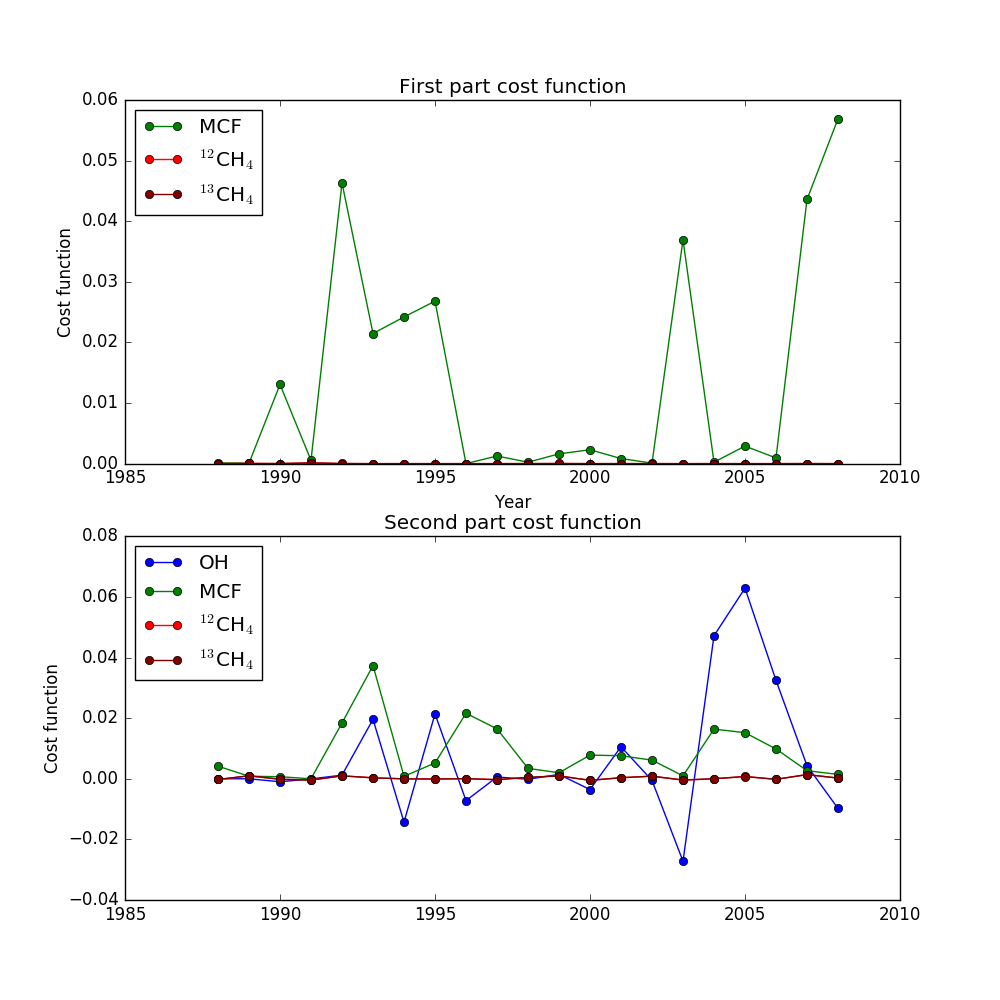 First part cost function
0.06
0.05
0.04
0.03
0.02
0.01
0.00
Cost function
MCF
¹²CH₄
¹³CH₄
1985 1990 1995 2000 2005 2010
Year
Second part cost function
0.08
0.06
0.04
0.02
0.00
−0.02
−0.04
Cost function
OH
MCF
¹²CH₄
¹³CH₄
1985 1990 1995 2000 2005 2010